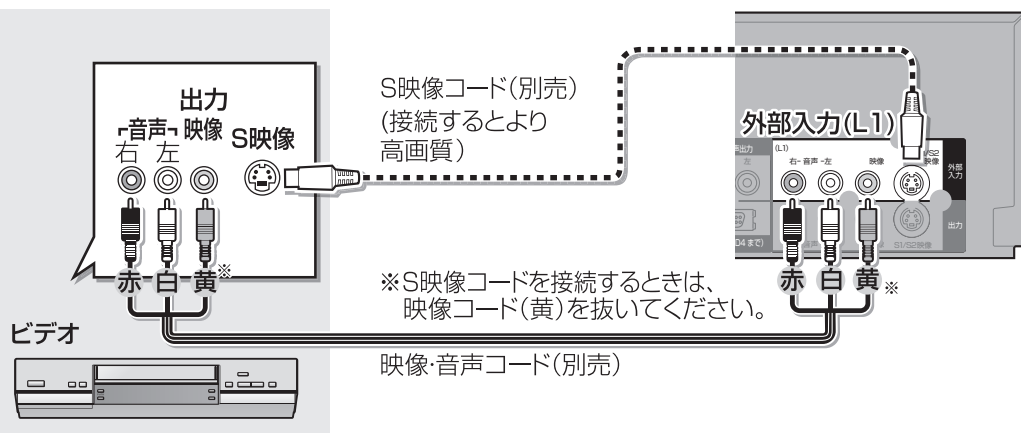 出力
┌音声┐ 映像 S映像
右 左
赤 白 黄※
ビデオ
S映像コード(別売)
(接続するとより
高画質)
※S映像コードを接続するときは、
映像コード(黄)を抜いてください。
映像・音声コード(別売)
外部入力(L1)
(L1)
右- 音声 -左 映像
映像
外部
入力
左
出力
S1/S2映像
赤 白 黄※